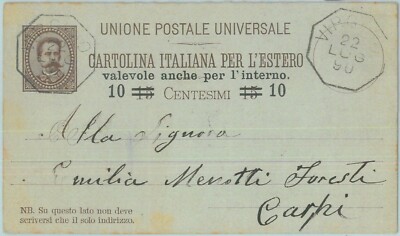 UNIONE POSTALE UNIVERSALE
CARTOLINA ITALIANA PER L'ESTERO
valevole anche per l'interno.
10 15 CENTESIMI 15 10
22
LUG
90
Alla Signora
Emilia Menotti Foresti
Carpi
NB. Su questo lato non deve
scriversi che il solo indirizzo.